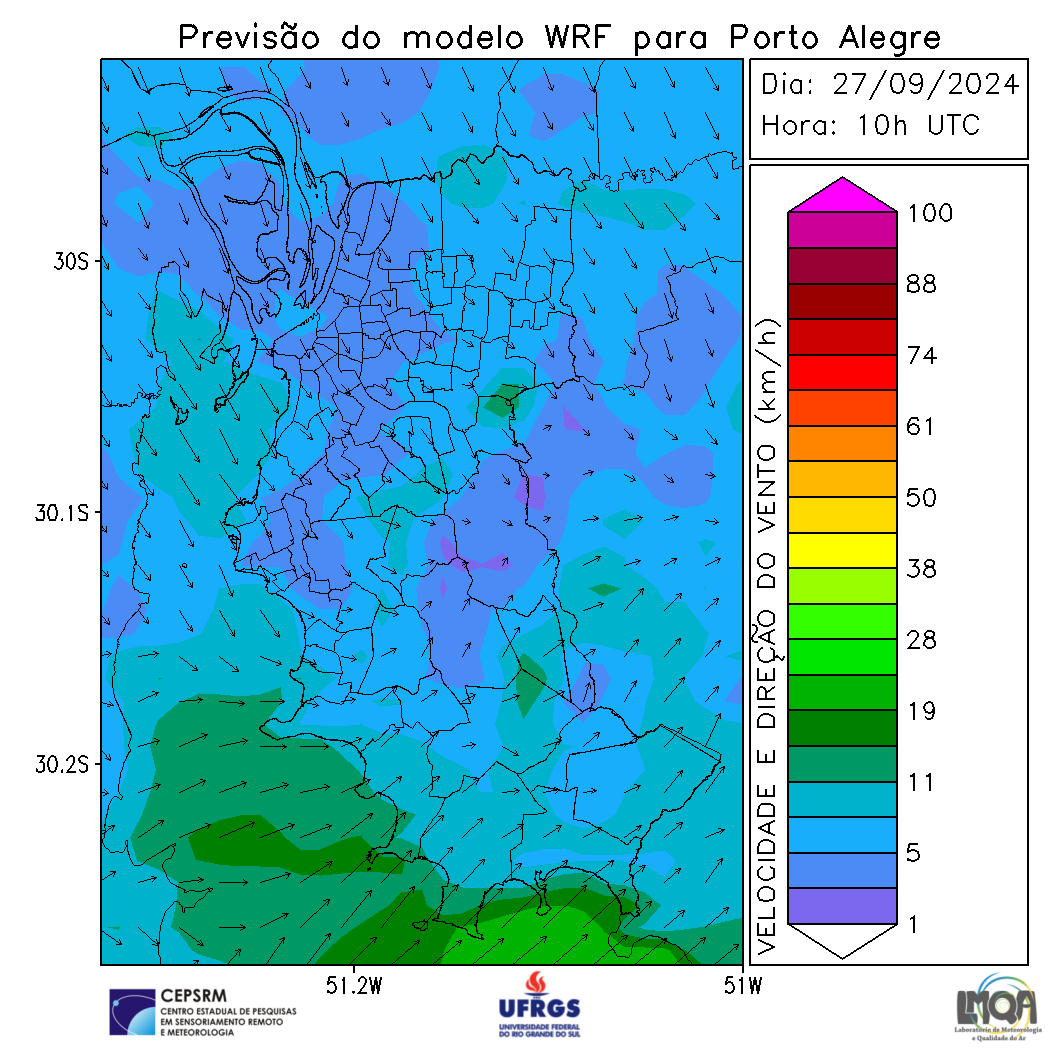 Previsão do modelo WRF para Porto Alegre
Dia: 27/09/2024
Hora: 10h UTC
30S
30.1S
30.2S
51.2W
51W
VELOCIDADE E DIREÇÃO DO VENTO (km/h)
100
88
74
61
50
38
28
19
11
5
1
CEPSRM
CENTRO ESTADUAL DE PESQUISAS
EM SENSORIAMENTO REMOTO
E METEOROLOGIA
UFRGS
UNIVERSIDADE FEDERAL
DO RIO GRANDE DO SUL
LMQA
Laboratório de Meteorologia
e Qualidade do Ar